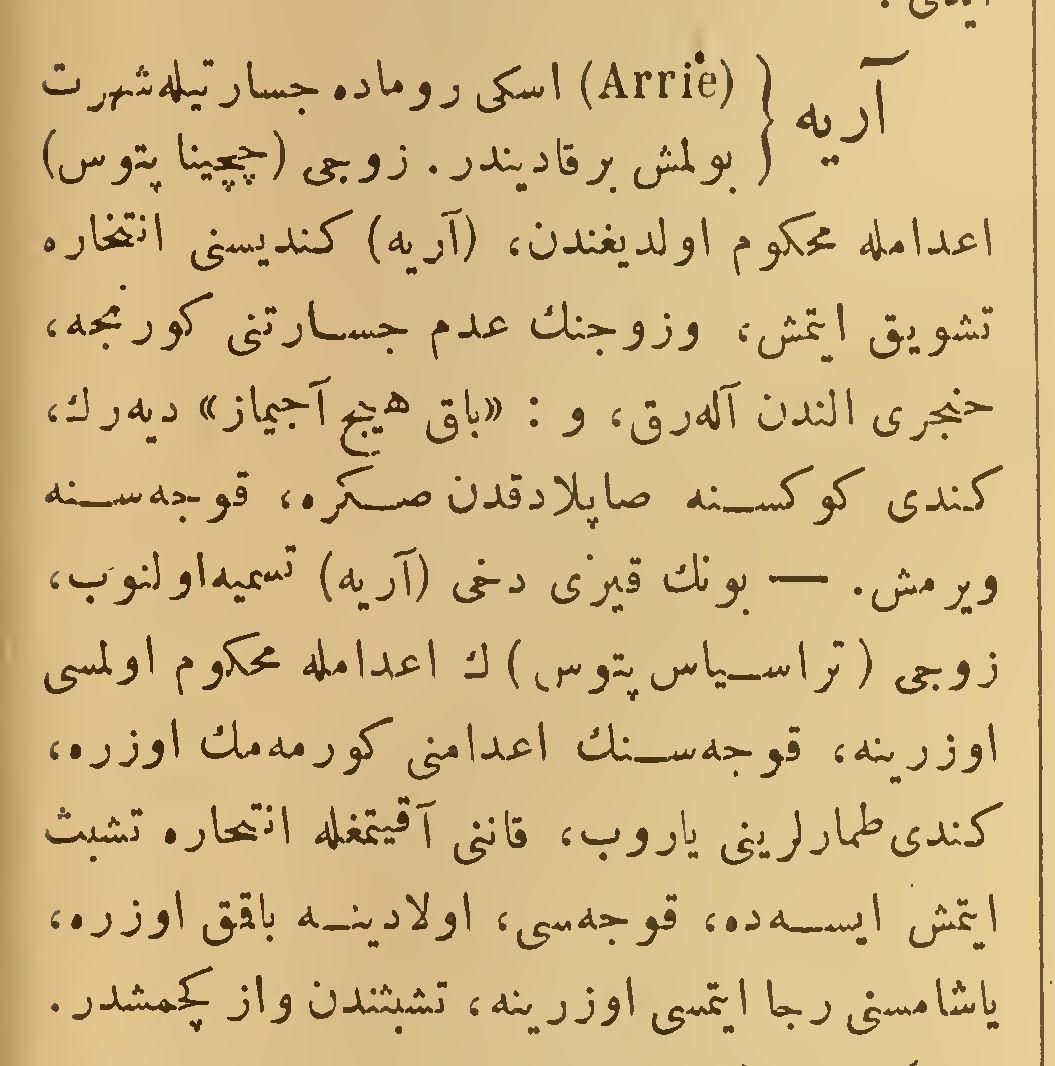 آریه { (Arrie) اسکی روماده جسارتیله شهرت
بولمش برقادیندر . زوجی (چچینا پتوس)
اعدامله محکوم اولدیغندن، (آریه) کندیسنی انتخاره
تشویق ایتمش، وزوجنك عدم جسارتنی کورنجه،
خنجری الندن آله‌رق، و : «باق هیچ آجیماز» دیه‌رك،
کندی کوکسنه صاپلادقدن صکره، قوجه‌سنه
ویرمش. — بونك قیزی دخی (آریه) تسمیه اولنوب،
زوجی (تراسیاس پتوس) ك اعدامله محکوم اولمسی
اوزرینه، قوجه‌سنك اعدامنی کورمه‌مك اوزره،
کندی طمارلرینی یاروب، قاننی آقیتمغله انتحاره تشبث
ایتمش ایسه‌ده، قوجه‌سی، اولادینه باقمق اوزره،
یاشامسنی رجا ایتمسی اوزرینه، تشبثندن واز کچمشدر .